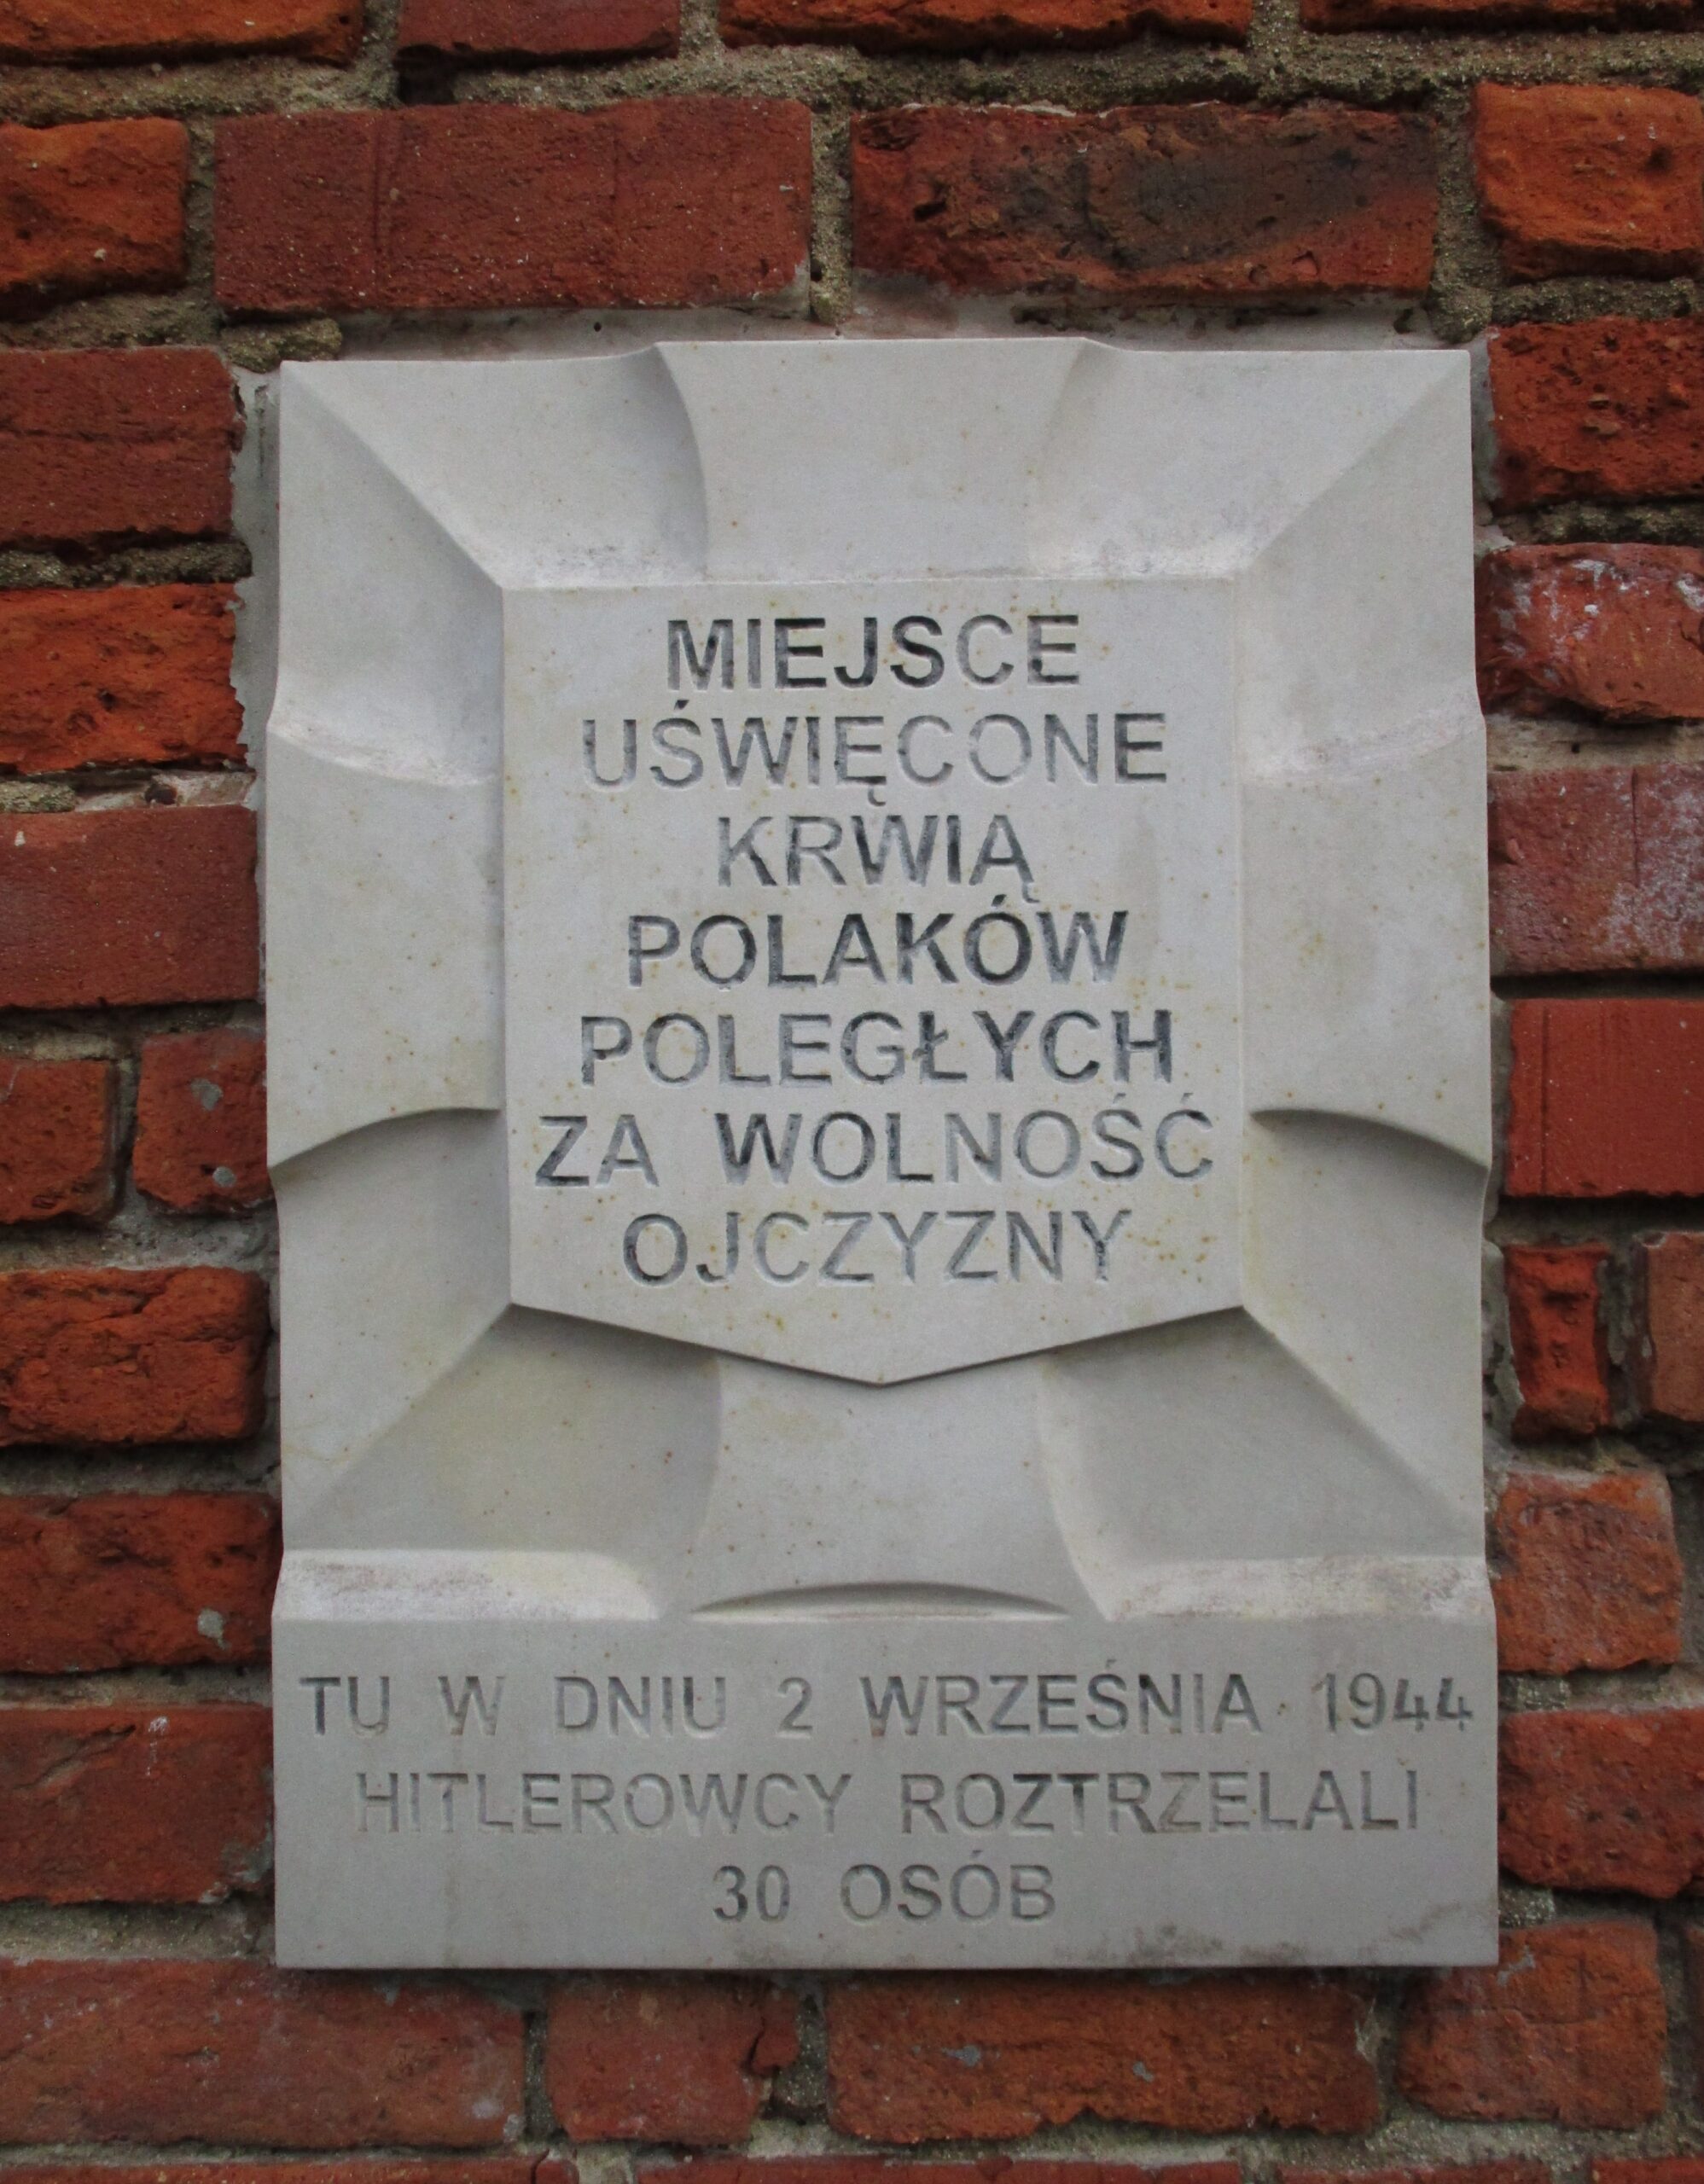 MIEJSCE
UŚWIĘCONE
KRWIĄ
POLAKÓW
POLEGŁYCH
ZA WOLNOŚĆ
OJCZYZNY
TU W DNIU 2 WRZEŚNIA 1944
HITLEROWCY ROZTRZELALI
30 OSÓB